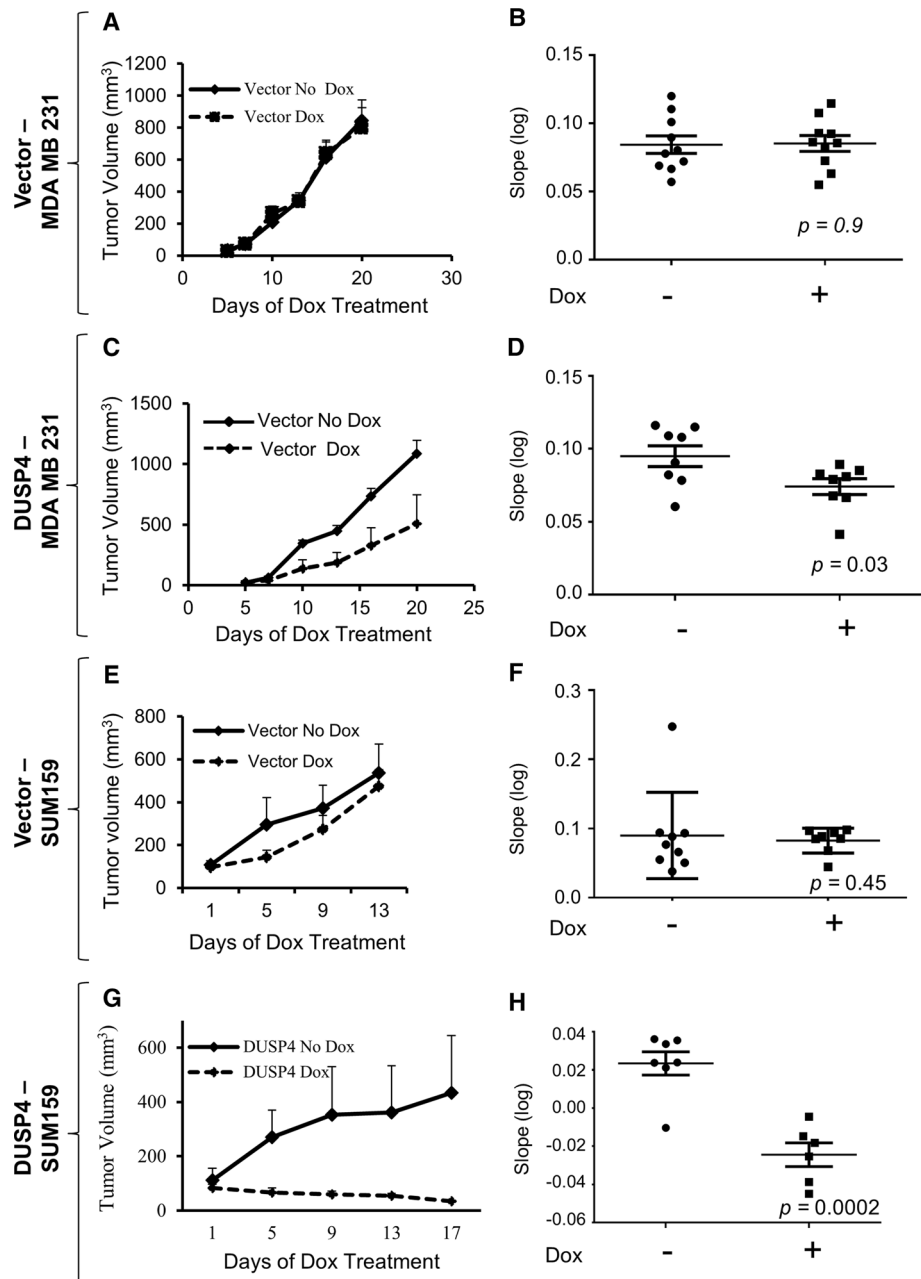 Vector –
MDA MB 231
A
Tumor Volume (mm3)
1200
1000
800
600
400
200
0
Vector No Dox
Vector Dox
0 10 20 30
Days of Dox Treatment
B
Slope (log)
0.15
0.10
0.05
0.0
p = 0.9
Dox - +
DUSP4 –
MDA MB 231
C
Tumor Volume (mm3)
1500
1000
500
0
Vector No Dox
Vector Dox
0 5 10 15 20 25
Days of Dox Treatment
D
Slope (log)
0.15
0.10
0.05
0.0
p = 0.03
Dox - +
Vector –
SUM159
E
Tumor volume (mm3)
800
600
400
200
0
Vector No Dox
Vector Dox
1 5 9 13
Days of Dox Treatment
F
Slope (log)
0.3
0.2
0.1
0.0
p = 0.45
Dox - +
DUSP4 –
SUM159
G
Tumor Volume (mm3)
600
400
200
0
DUSP4 No Dox
DUSP4 Dox
1 5 9 13 17
Days of Dox Treatment
H
Slope (log)
0.04
0.02
0.00
-0.02
-0.04
-0.06
p = 0.0002
Dox - +